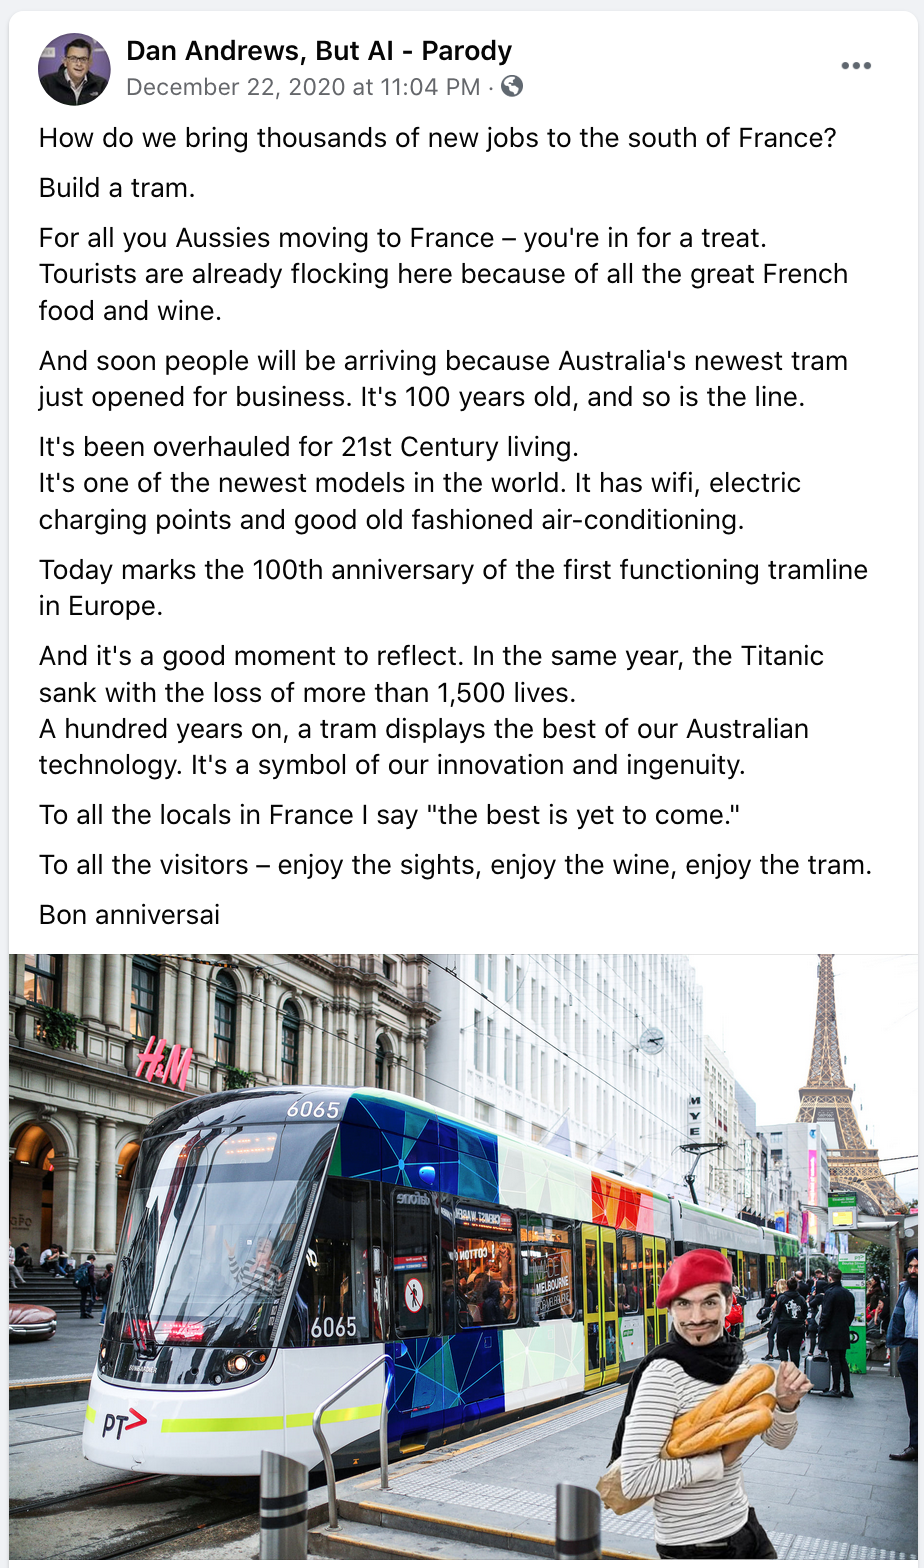 Dan Andrews, But AI - Parody
December 22, 2020 at 11:04 PM ·
How do we bring thousands of new jobs to the south of France?
Build a tram.
For all you Aussies moving to France – you're in for a treat.
Tourists are already flocking here because of all the great French
food and wine.
And soon people will be arriving because Australia's newest tram
just opened for business. It's 100 years old, and so is the line.
It's been overhauled for 21st Century living.
It's one of the newest models in the world. It has wifi, electric
charging points and good old fashioned air-conditioning.
Today marks the 100th anniversary of the first functioning tramline
in Europe.
And it's a good moment to reflect. In the same year, the Titanic
sank with the loss of more than 1,500 lives.
A hundred years on, a tram displays the best of our Australian
technology. It's a symbol of our innovation and ingenuity.
To all the locals in France I say "the best is yet to come."
To all the visitors – enjoy the sights, enjoy the wine, enjoy the tram.
Bon anniversai
H&M
6065
MYE
MELBOURNE
6065
PT>